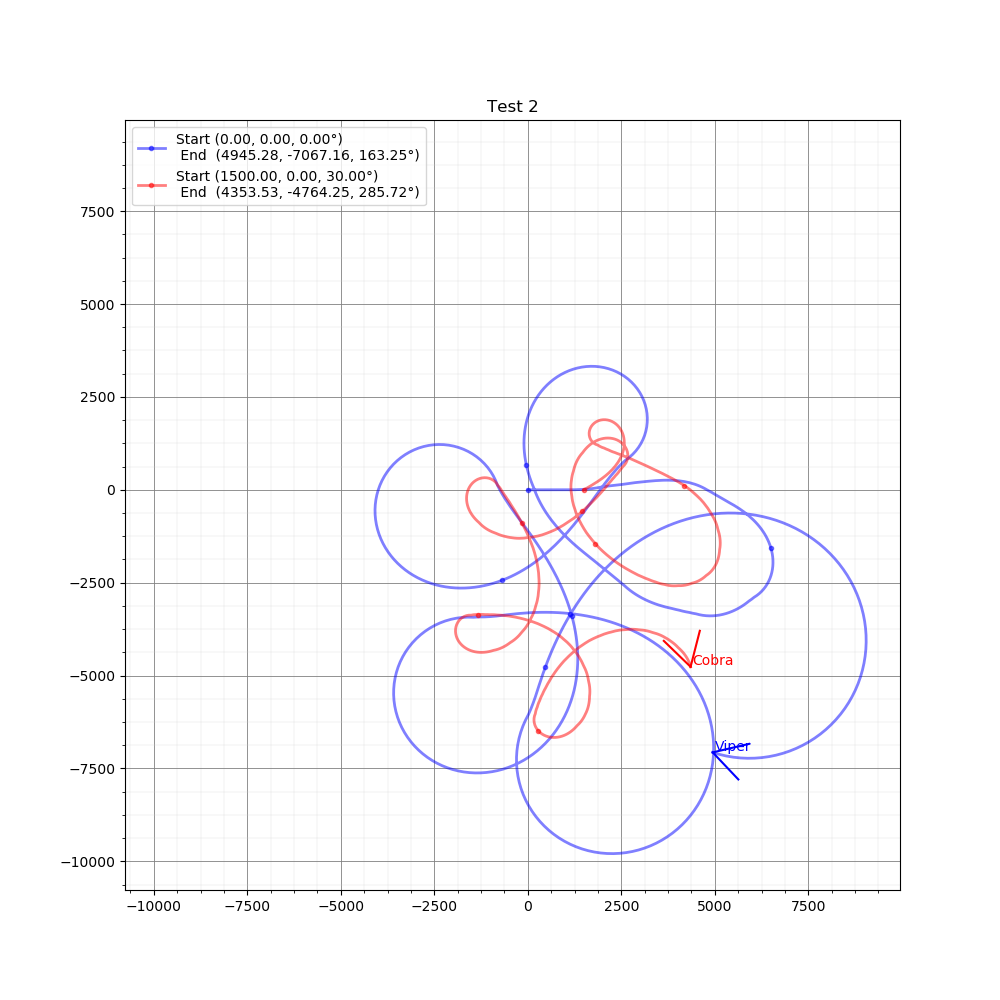 Test 2
Start (0.00, 0.00, 0.00°)
End  (4945.28, -7067.16, 163.25°)
Start (1500.00, 0.00, 30.00°)
End  (4353.53, -4764.25, 285.72°)
7500
5000
2500
0
−2500
−5000
−7500
−10000
Cobra
Viper
−10000 −7500 −5000 −2500 0 2500 5000 7500